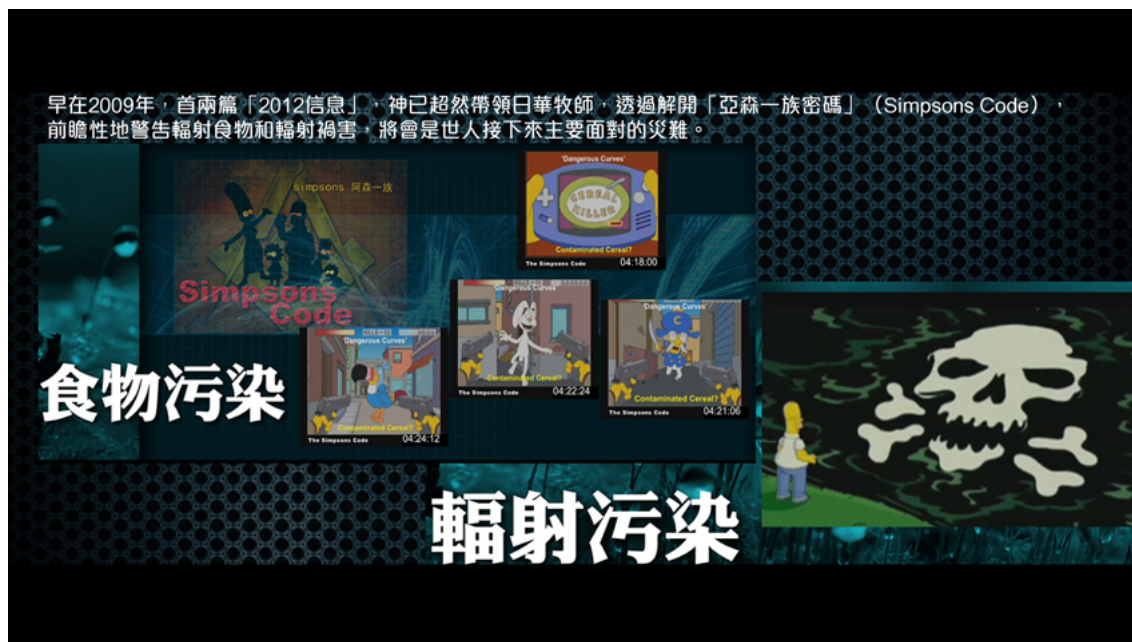 早在2009年，首兩篇「2012信息」，神已超然帶領日華牧師，透過解開「亞森一族密碼」（Simpsons Code），
前瞻性地警告輻射食物和輻射禍害，將會是世人接下來主要面對的災難。
simpsons 阿森一族
Simpsons
Code
'Dangerous Curves'
CEREAL
KILLER
Contaminated Cereal?
The Simpsons Code 04:18:00
'Dangerous Curves'
Contaminated Cereal?
The Simpsons Code 04:22:24
'Dangerous Curves'
C
Contaminated Cereal?
The Simpsons Code 04:21:06
'Dangerous Curves'
Contaminated Cereal?
The Simpsons Code 04:24:12
食物污染
輻射污染